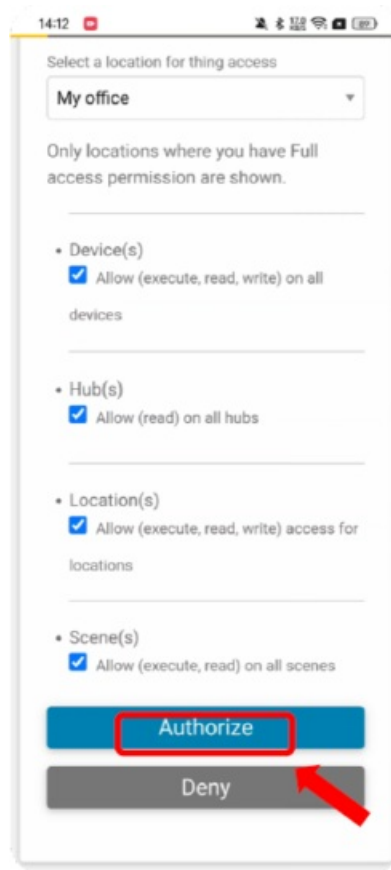 14:12
Select a location for thing access
My office
Only locations where you have Full
access permission are shown.
• Device(s)
Allow (execute, read, write) on all
devices
• Hub(s)
Allow (read) on all hubs
• Location(s)
Allow (execute, read, write) access for
locations
• Scene(s)
Allow (execute, read) on all scenes
Authorize
Deny